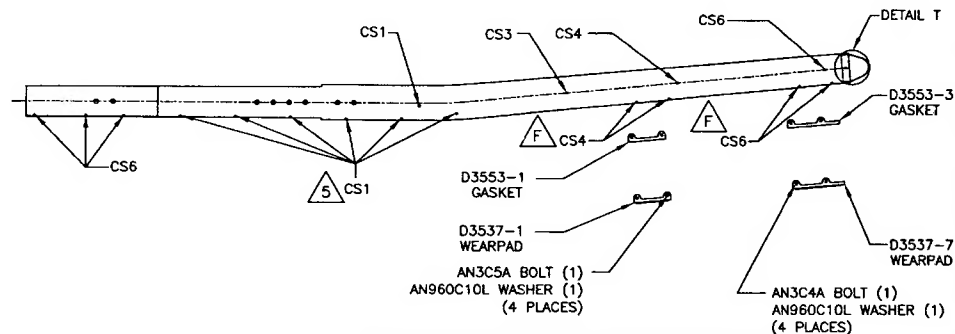 DETAIL T
CS1
CS3
CS4
CS6
D3553-3
GASKET
F
F
CS4
CS6
CS6
5
CS1
D3553-1
GASKET
D3537-1
WEARPAD
D3537-7
WEARPAD
AN3C5A BOLT (1)
AN960C10L WASHER (1)
(4 PLACES)
AN3C4A BOLT (1)
AN960C10L WASHER (1)
(4 PLACES)